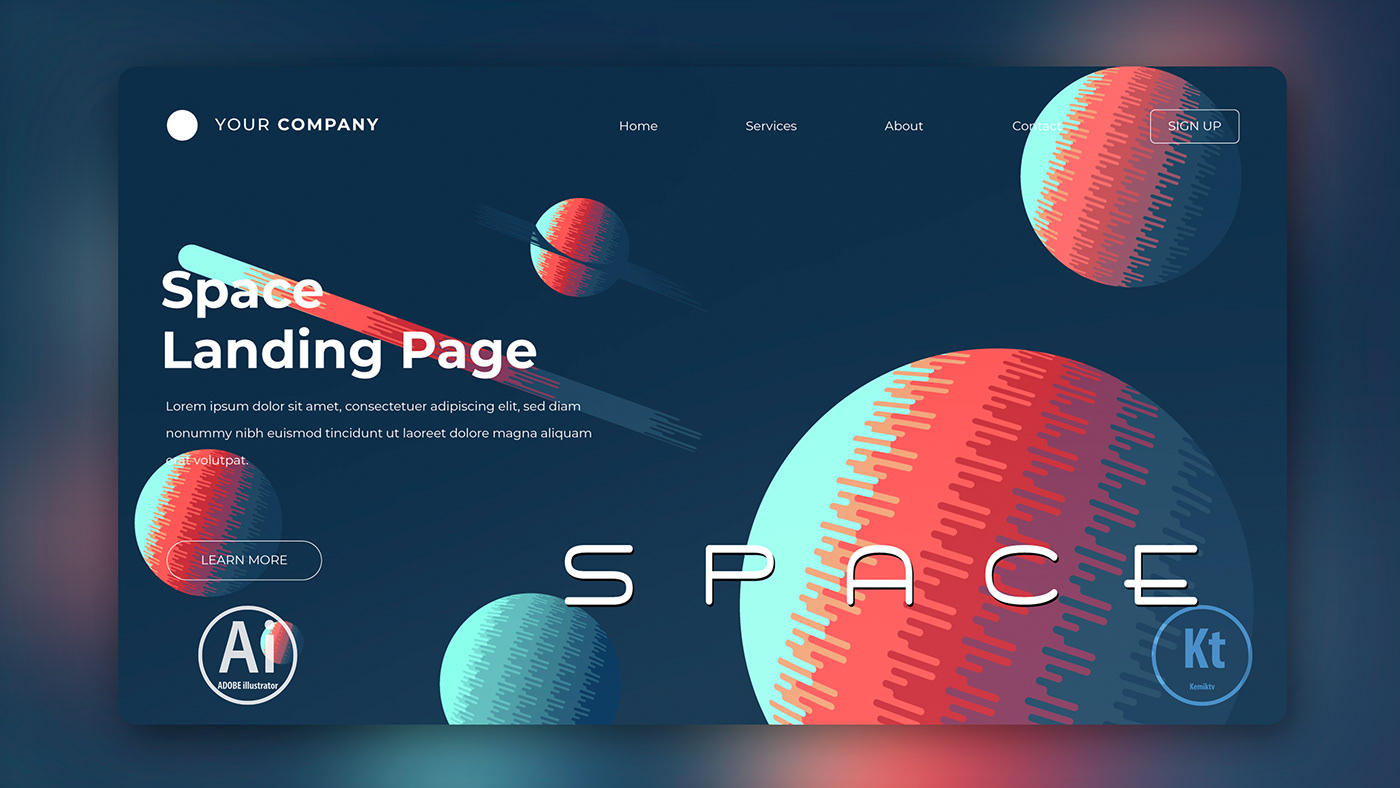 YOUR COMPANY
Home
Services
About
Contact
SIGN UP
Space
Landing Page
Lorem ipsum dolor sit amet, consectetuer adipiscing elit, sed diam
nonummy nibh euismod tincidunt ut laoreet dolore magna aliquam
erat volutpat.
LEARN MORE
SPACE
Ai
ADOBE illustrator
Kt
Kemiktv